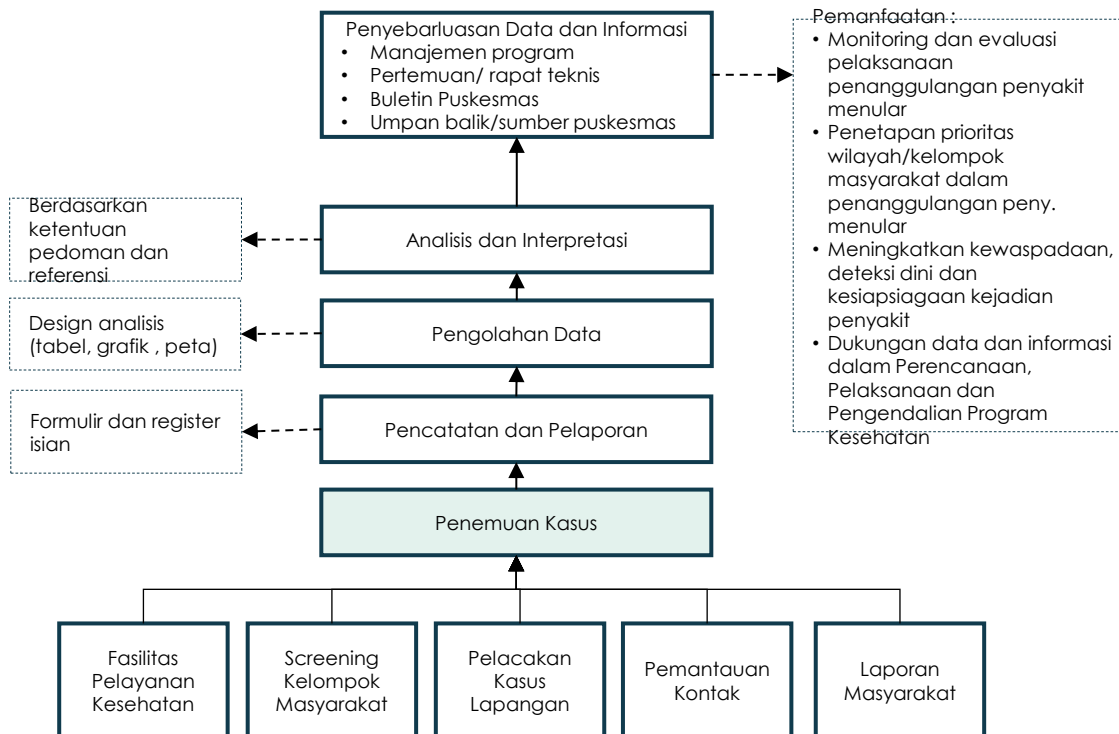 Penyebarluasan Data dan Informasi
• Manajemen program
• Pertemuan/ rapat teknis
• Buletin Puskesmas
• Umpan balik/sumber puskesmas
Pemanfaatan :
• Monitoring dan evaluasi
pelaksanaan
penanggulangan penyakit
menular
• Penetapan prioritas
wilayah/kelompok
masyarakat dalam
penanggulangan peny.
menular
• Meningkatkan kewaspadaan,
deteksi dini dan
kesiapsiagaan kejadian
penyakit
• Dukungan data dan informasi
dalam Perencanaan,
Pelaksanaan dan
Pengendalian Program
Kesehatan
Berdasarkan
ketentuan
pedoman dan
referensi
Analisis dan Interpretasi
Design analisis
(tabel, grafik , peta)
Pengolahan Data
Formulir dan register
isian
Pencatatan dan Pelaporan
Penemuan Kasus
Fasilitas
Pelayanan
Kesehatan
Screening
Kelompok
Masyarakat
Pelacakan
Kasus
Lapangan
Pemantauan
Kontak
Laporan
Masyarakat